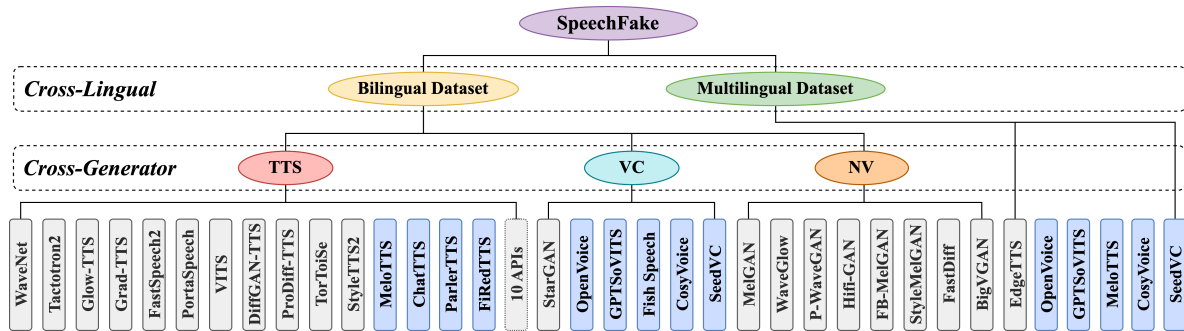 SpeechFake
Cross-Lingual
Bilingual Dataset
Multilingual Dataset
Cross-Generator
TTS
VC
NV
WaveNet
Tactotron2
Glow-TTS
Grad-TTS
FastSpeech2
PortaSpeech
VITS
DiffGAN-TTS
ProDiff-TTS
TorToiSe
StyleTTS2
MeloTTS
ChatTTS
ParlerTTS
FiRedTTS
10 APIs
StarGAN
OpenVoice
GPTSoVITS
Fish Speech
CosyVoice
SeedVC
MelGAN
WaveGlow
P-WaveGAN
Hifi-GAN
FB-MelGAN
StyleMelGAN
FastDiff
BigVGAN
EdgeTTS
OpenVoice
GPTSoVITS
MeloTTS
CosyVoice
SeedVC